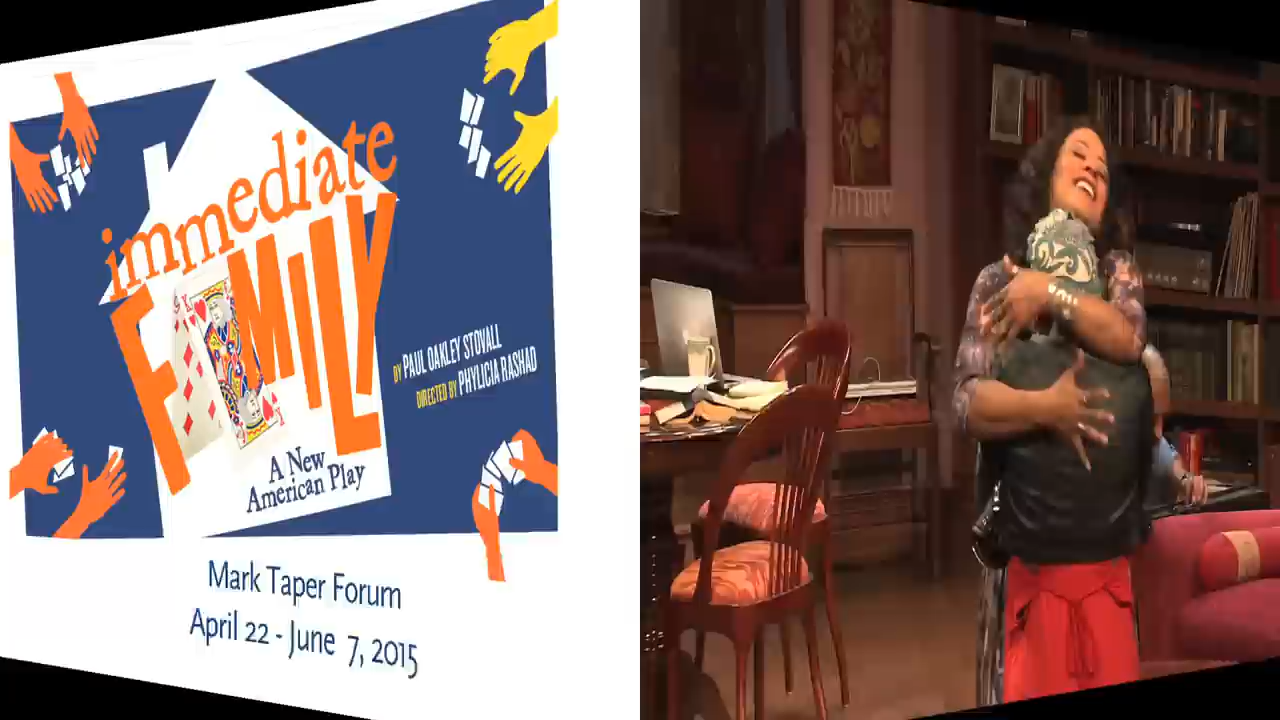 immediate
FAMILY
BY PAUL OAKLEY STOVALL
DIRECTED BY PHYLICIA RASHAD
A New
American Play
Mark Taper Forum
April 22 - June 7, 2015